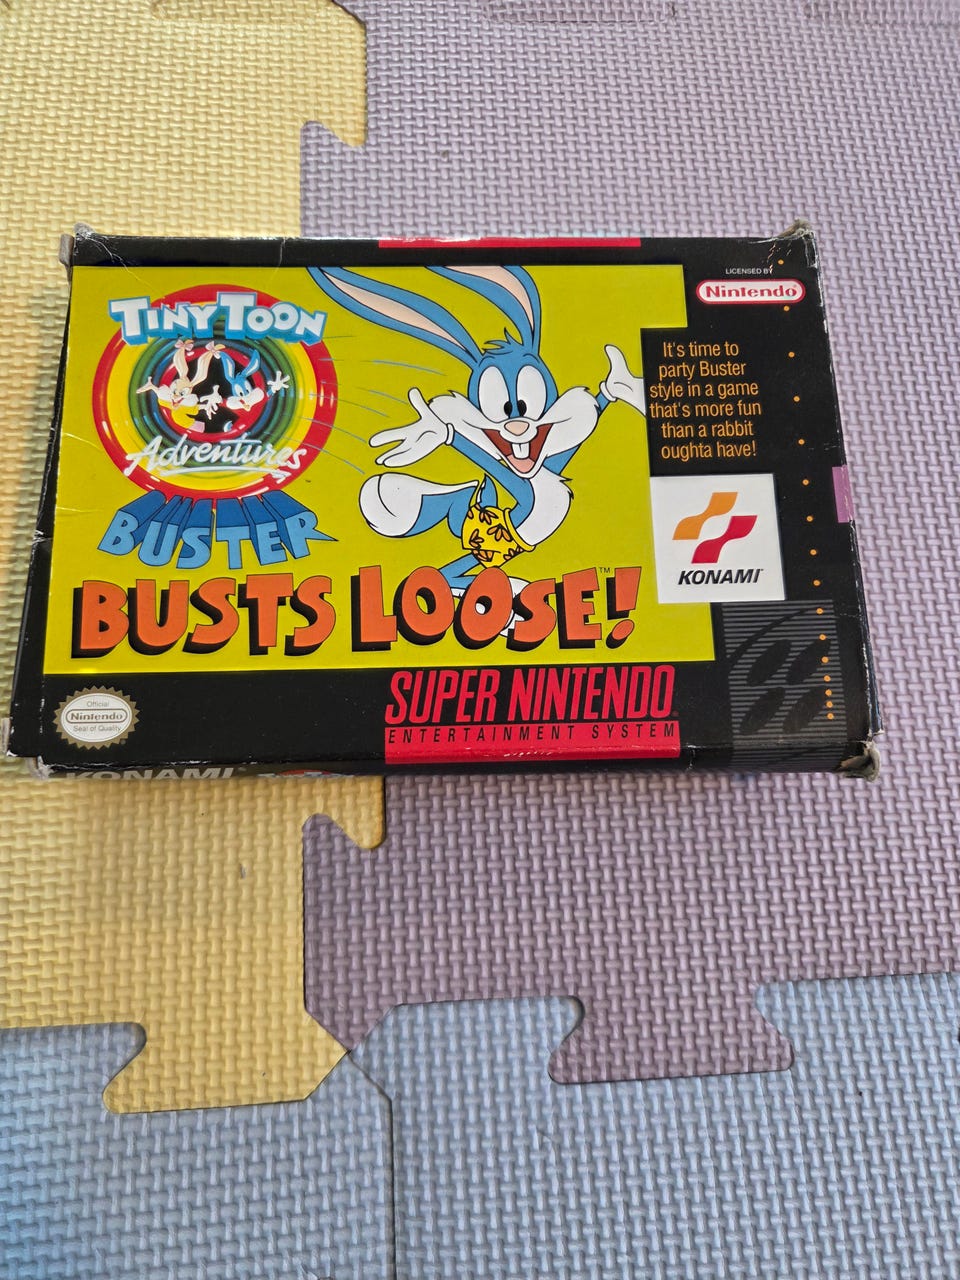 TINY TOON
Adventures
BUSTER
BUSTS LOOSE!™
LICENSED BY
Nintendo®
It's time to
party Buster
style in a game
that's more fun
than a rabbit
oughta have!
KONAMI®
Official
Nintendo
Seal of Quality
SUPER NINTENDO
ENTERTAINMENT SYSTEM
KONAMI